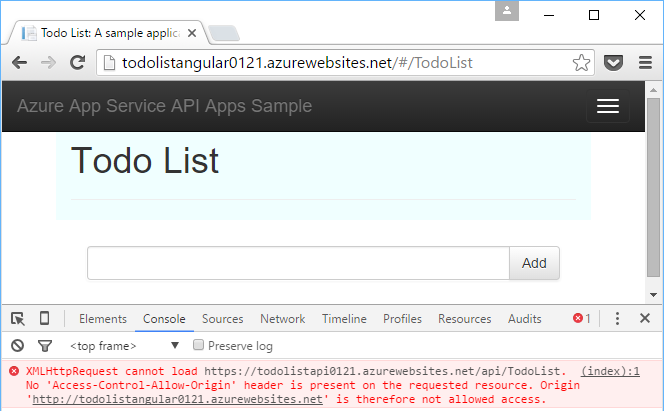 Todo List: A sample applic
todolistangular0121.azurewebsites.net/#/TodoList
Azure App Service API Apps Sample
Todo List
Add
Elements Console Sources Network Timeline Profiles Resources Audits 1
<top frame> Preserve log
XMLHttpRequest cannot load https://todolistapi0121.azurewebsites.net/api/TodoList. (index):1
No 'Access-Control-Allow-Origin' header is present on the requested resource. Origin
'http://todolistangular0121.azurewebsites.net' is therefore not allowed access.